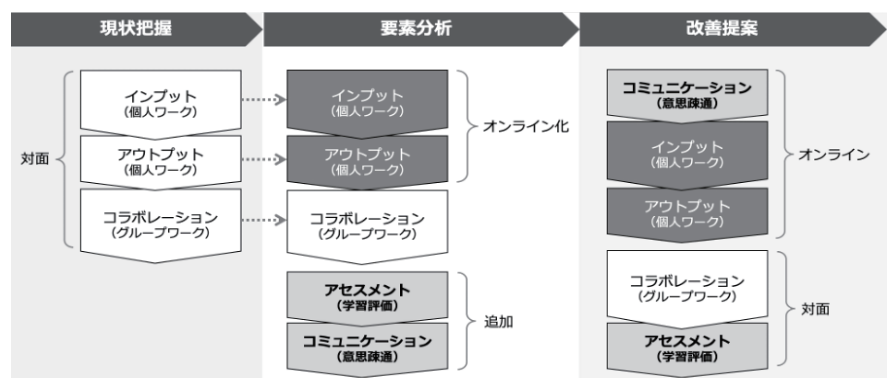 現状把握
要素分析
改善提案
対面
インプット
(個人ワーク)
アウトプット
(個人ワーク)
コラボレーション
(グループワーク)
インプット
(個人ワーク)
アウトプット
(個人ワーク)
オンライン化
コラボレーション
(グループワーク)
アセスメント
(学習評価)
コミュニケーション
(意思疎通)
追加
コミュニケーション
(意思疎通)
インプット
(個人ワーク)
アウトプット
(個人ワーク)
オンライン
コラボレーション
(グループワーク)
アセスメント
(学習評価)
対面